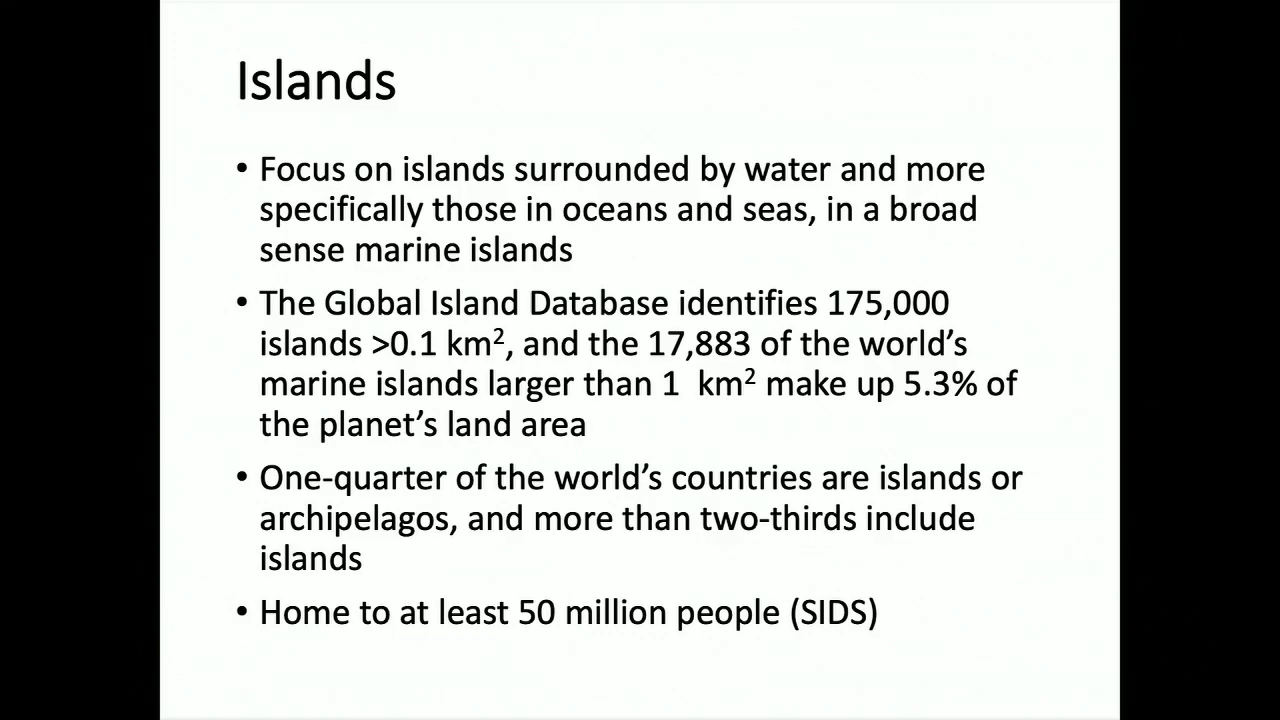 Islands
• Focus on islands surrounded by water and more
specifically those in oceans and seas, in a broad
sense marine islands
• The Global Island Database identifies 175,000
islands >0.1 km², and the 17,883 of the world’s
marine islands larger than 1  km² make up 5.3% of
the planet’s land area
• One-quarter of the world’s countries are islands or
archipelagos, and more than two-thirds include
islands
• Home to at least 50 million people (SIDS)